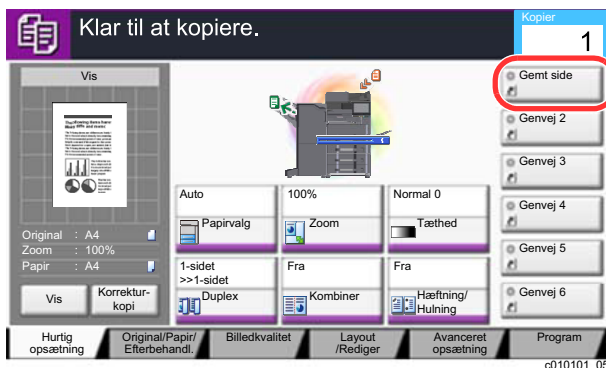 Klar til at kopiere.
Kopier
1
Vis
Original : A4
Zoom : 100%
Papir : A4
Vis
Korrektur-
kopi
Auto
Papirvalg
100%
Zoom
Normal 0
Tæthed
1-sidet
>>1-sidet
Duplex
Fra
Kombiner
Fra
Hæftning/
Hulning
Gemt side
Genvej 2
Genvej 3
Genvej 4
Genvej 5
Genvej 6
Hurtig
opsætning
Original/Papir/
Efterbehandl.
Billedkvalitet
Layout
/Rediger
Avanceret
opsætning
Program
c010101_05